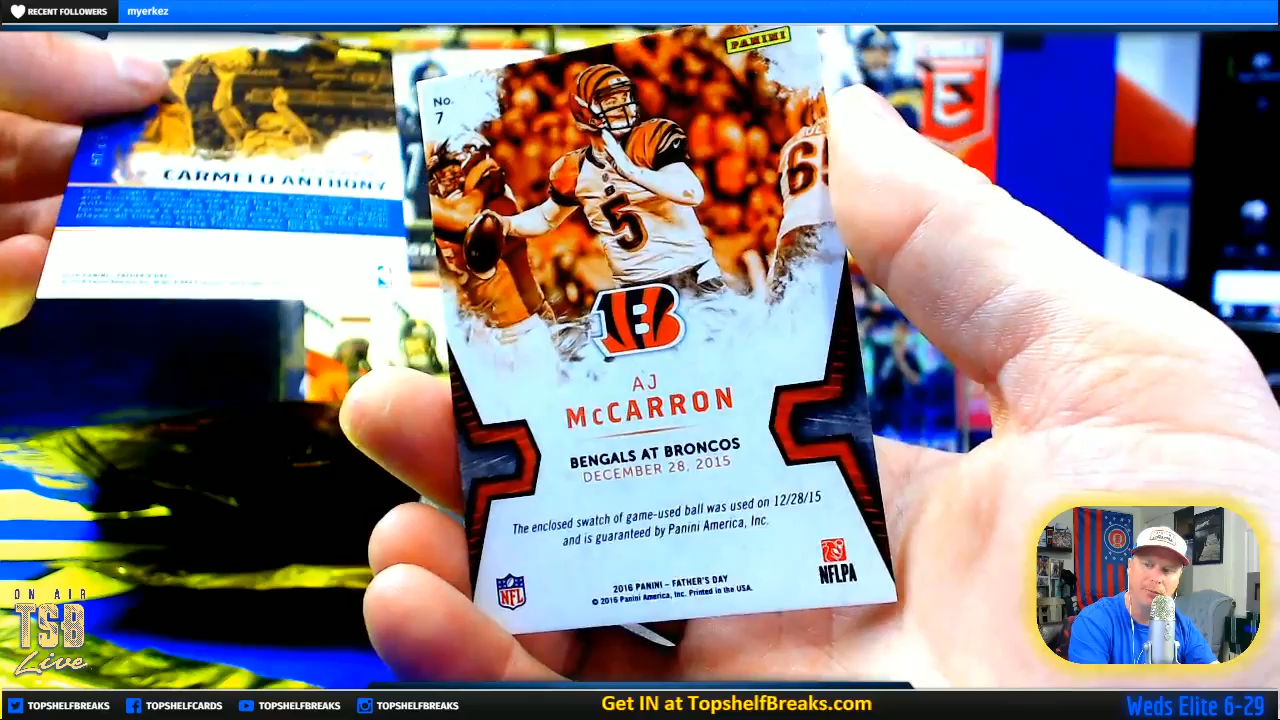 RECENT FOLLOWERS
myerkez
PANINI
No.
7
5
65
E
CARMELO ANTHONY
AJ
McCARRON
BENGALS AT BRONCOS
DECEMBER 28, 2015
The enclosed swatch of game-used ball was used on 12/28/15
and is guaranteed by Panini America, Inc.
NFL
NFLPA
2016 PANINI – FATHER'S DAY
© 2016 Panini America, Inc. Printed in the USA.
ON AIR
TSB
Live
TOPSHELFBREAKS
TOPSHELFCARDS
TOPSHELFBREAKS
TOPSHELFBREAKS
Get IN at TopshelfBreaks.com
Weds Elite 6-29